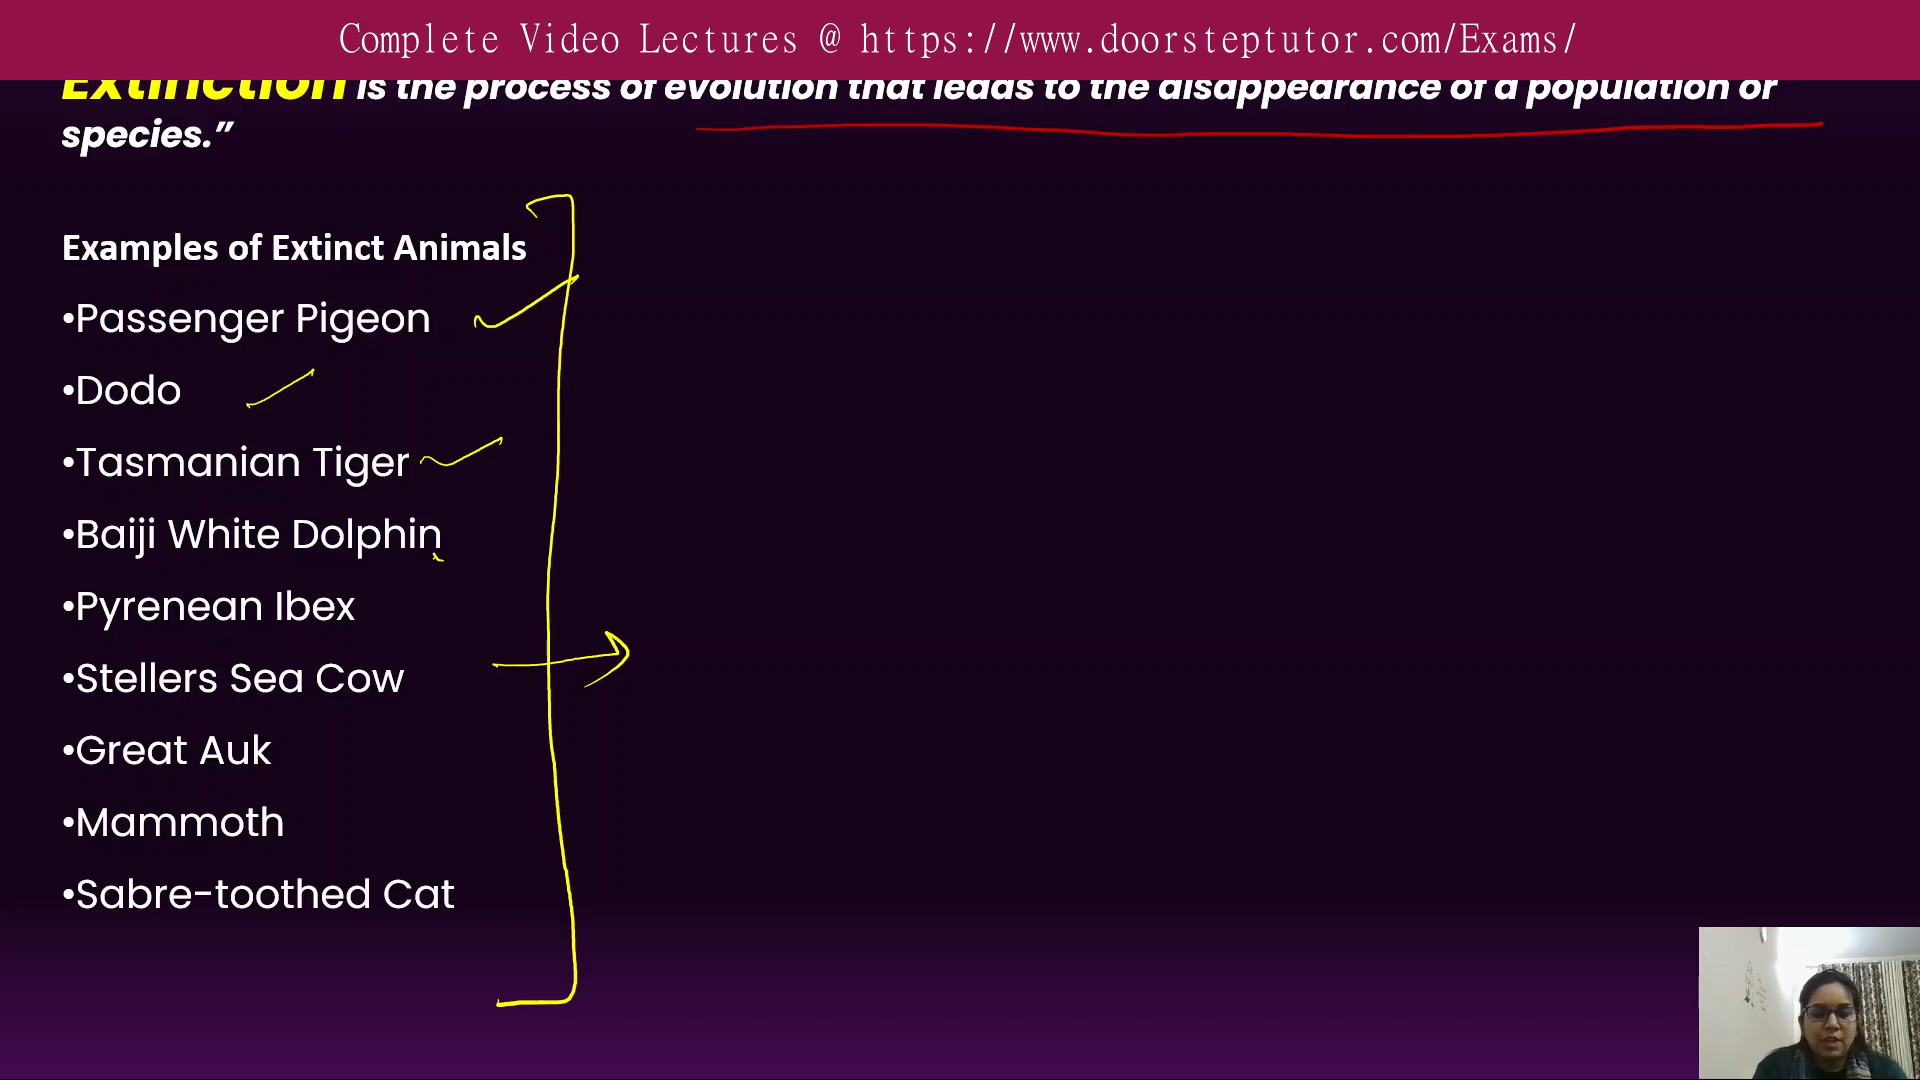 Complete Video Lectures @ https://www.doorsteptutor.com/Exams/
Extinction is the process of evolution that leads to the disappearance of a population or
species.”
Examples of Extinct Animals
•Passenger Pigeon
•Dodo
•Tasmanian Tiger
•Baiji White Dolphin
•Pyrenean Ibex
•Stellers Sea Cow
•Great Auk
•Mammoth
•Sabre-toothed Cat